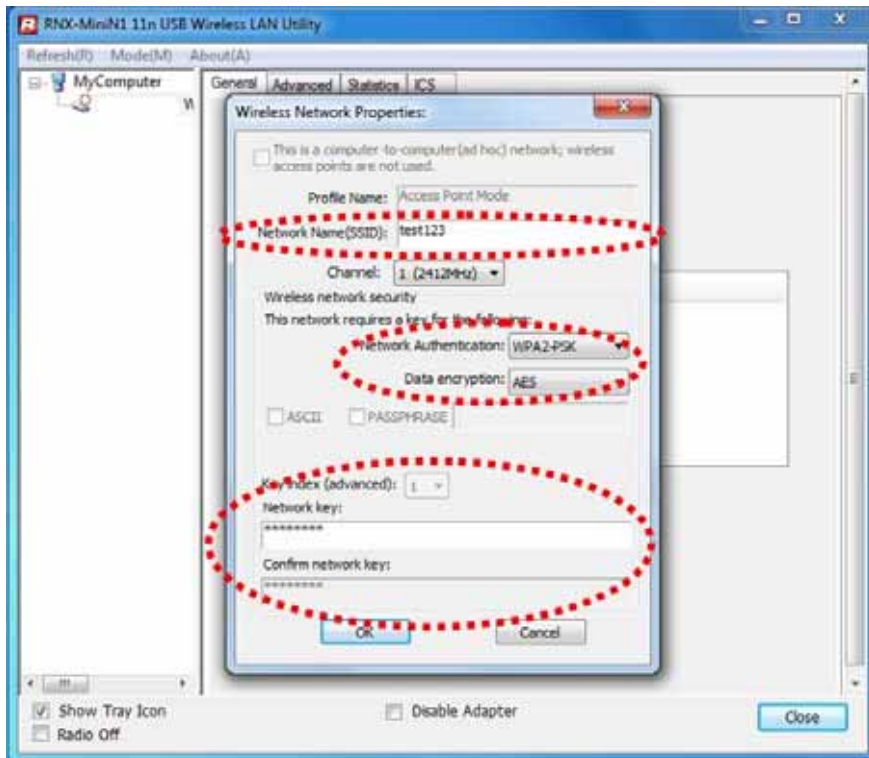 RNX-MiniN1 11n USB Wireless LAN Utility
Refresh(R) Mode(M) About(A)
MyComputer
W
General Advanced Statistics ICS
Wireless Network Properties:
This is a computer-to-computer(ad hoc) network; wireless
access points are not used.
Profile Name: Access Point Mode
Network Name(SSID): test123
Channel: 1 (2412MHz)
Wireless network security
This network requires a key for the following:
Network Authentication: WPA2-PSK
Data encryption: AES
ASCII PASSPHRASE
Key index (advanced): 1
Network key:
********
Confirm network key:
********
OK Cancel
Show Tray Icon Disable Adapter
Radio Off
Close